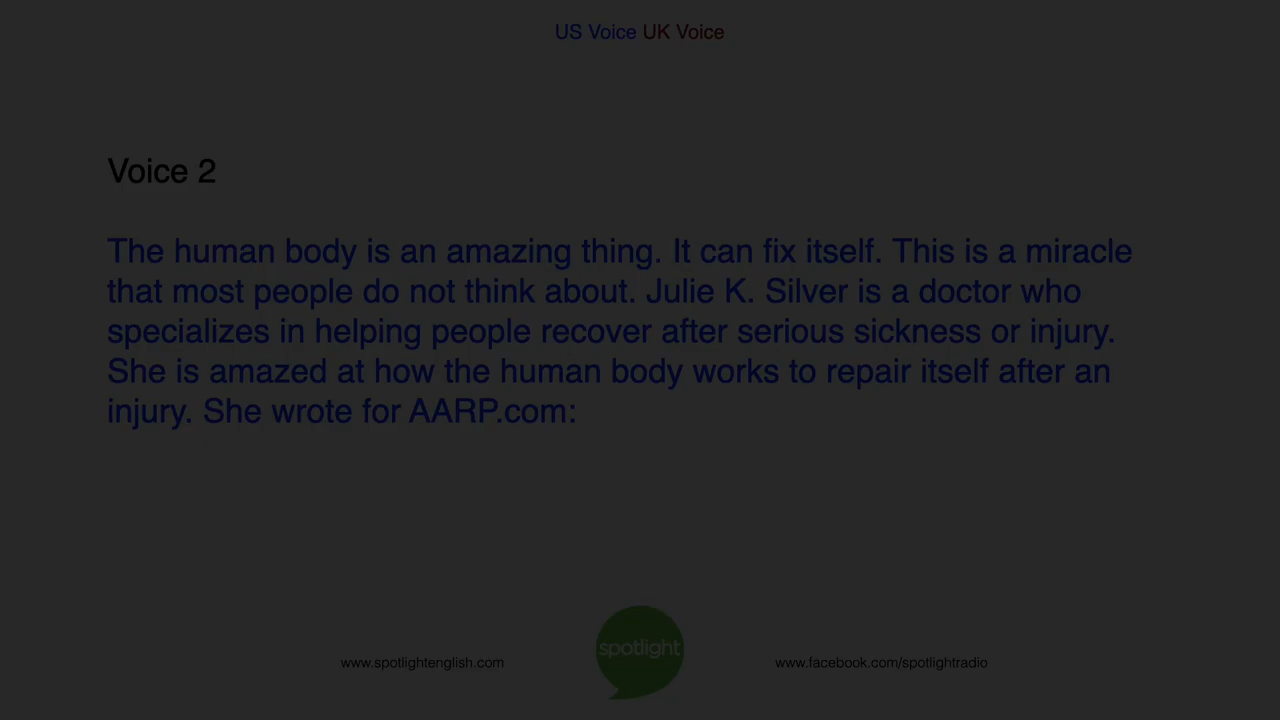 US Voice UK Voice
Voice 2
The human body is an amazing thing. It can fix itself. This is a miracle
that most people do not think about. Julie K. Silver is a doctor who
specializes in helping people recover after serious sickness or injury.
She is amazed at how the human body works to repair itself after an
injury. She wrote for AARP.com:
spotlight
www.spotlightenglish.com
www.facebook.com/spotlightradio